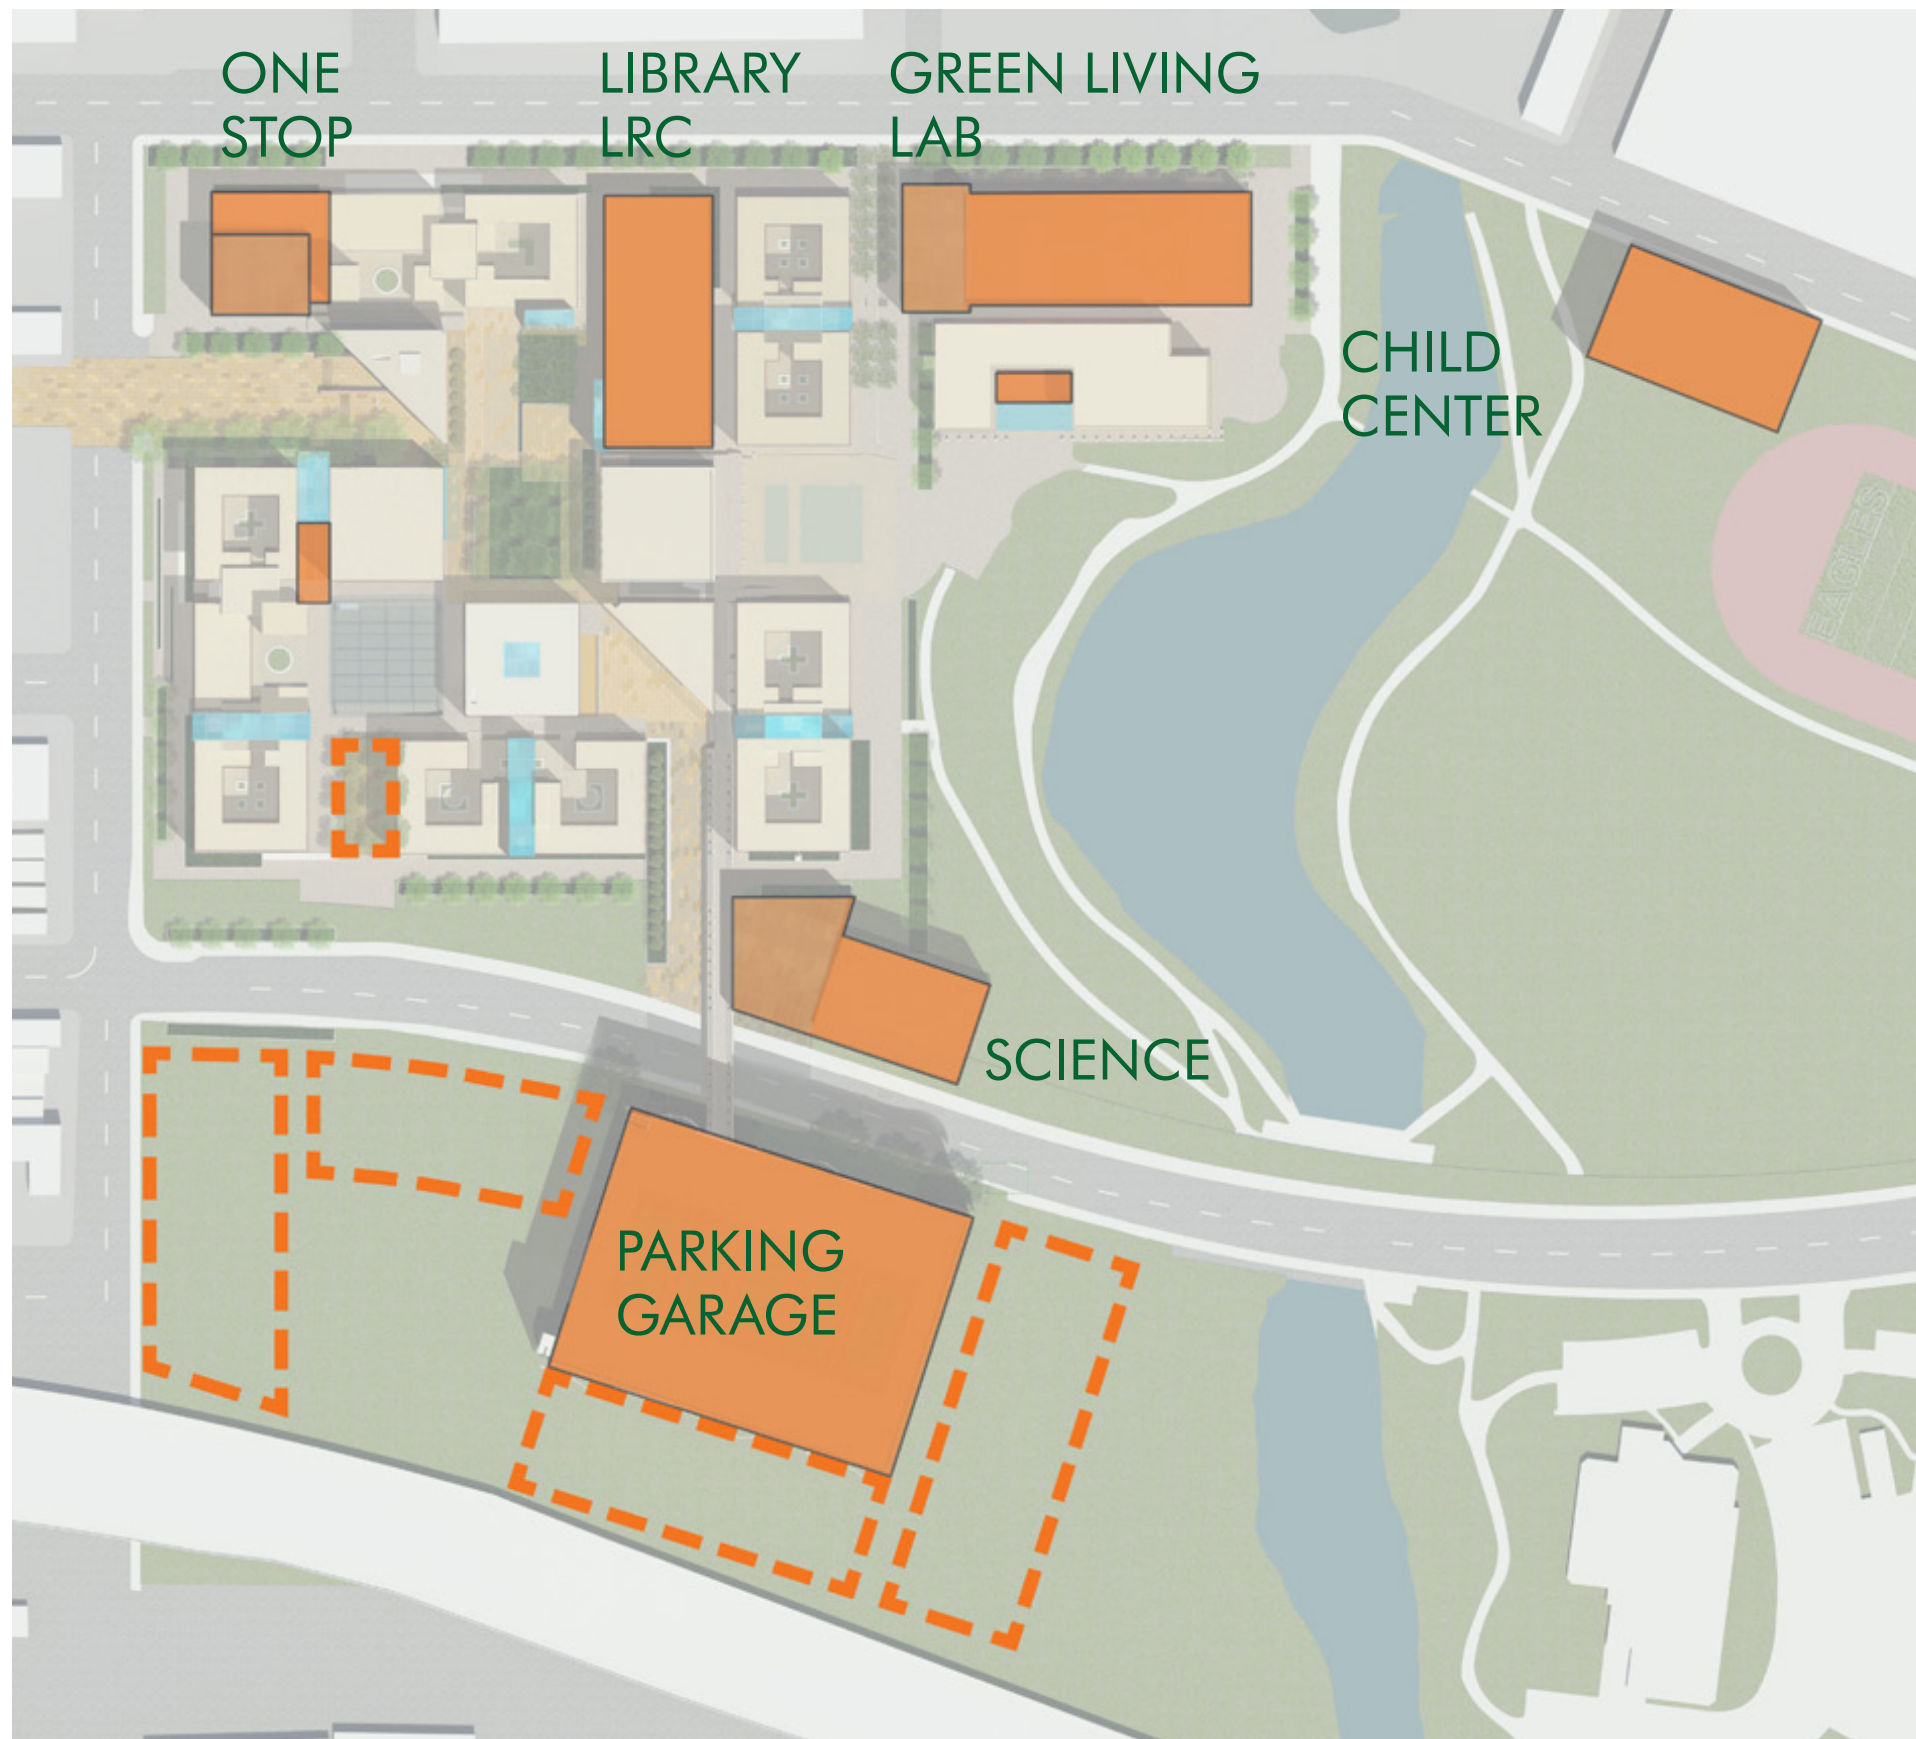 ONE
STOP
LIBRARY
LRC
GREEN LIVING
LAB
CHILD
CENTER
EAGLES
SCIENCE
PARKING
GARAGE